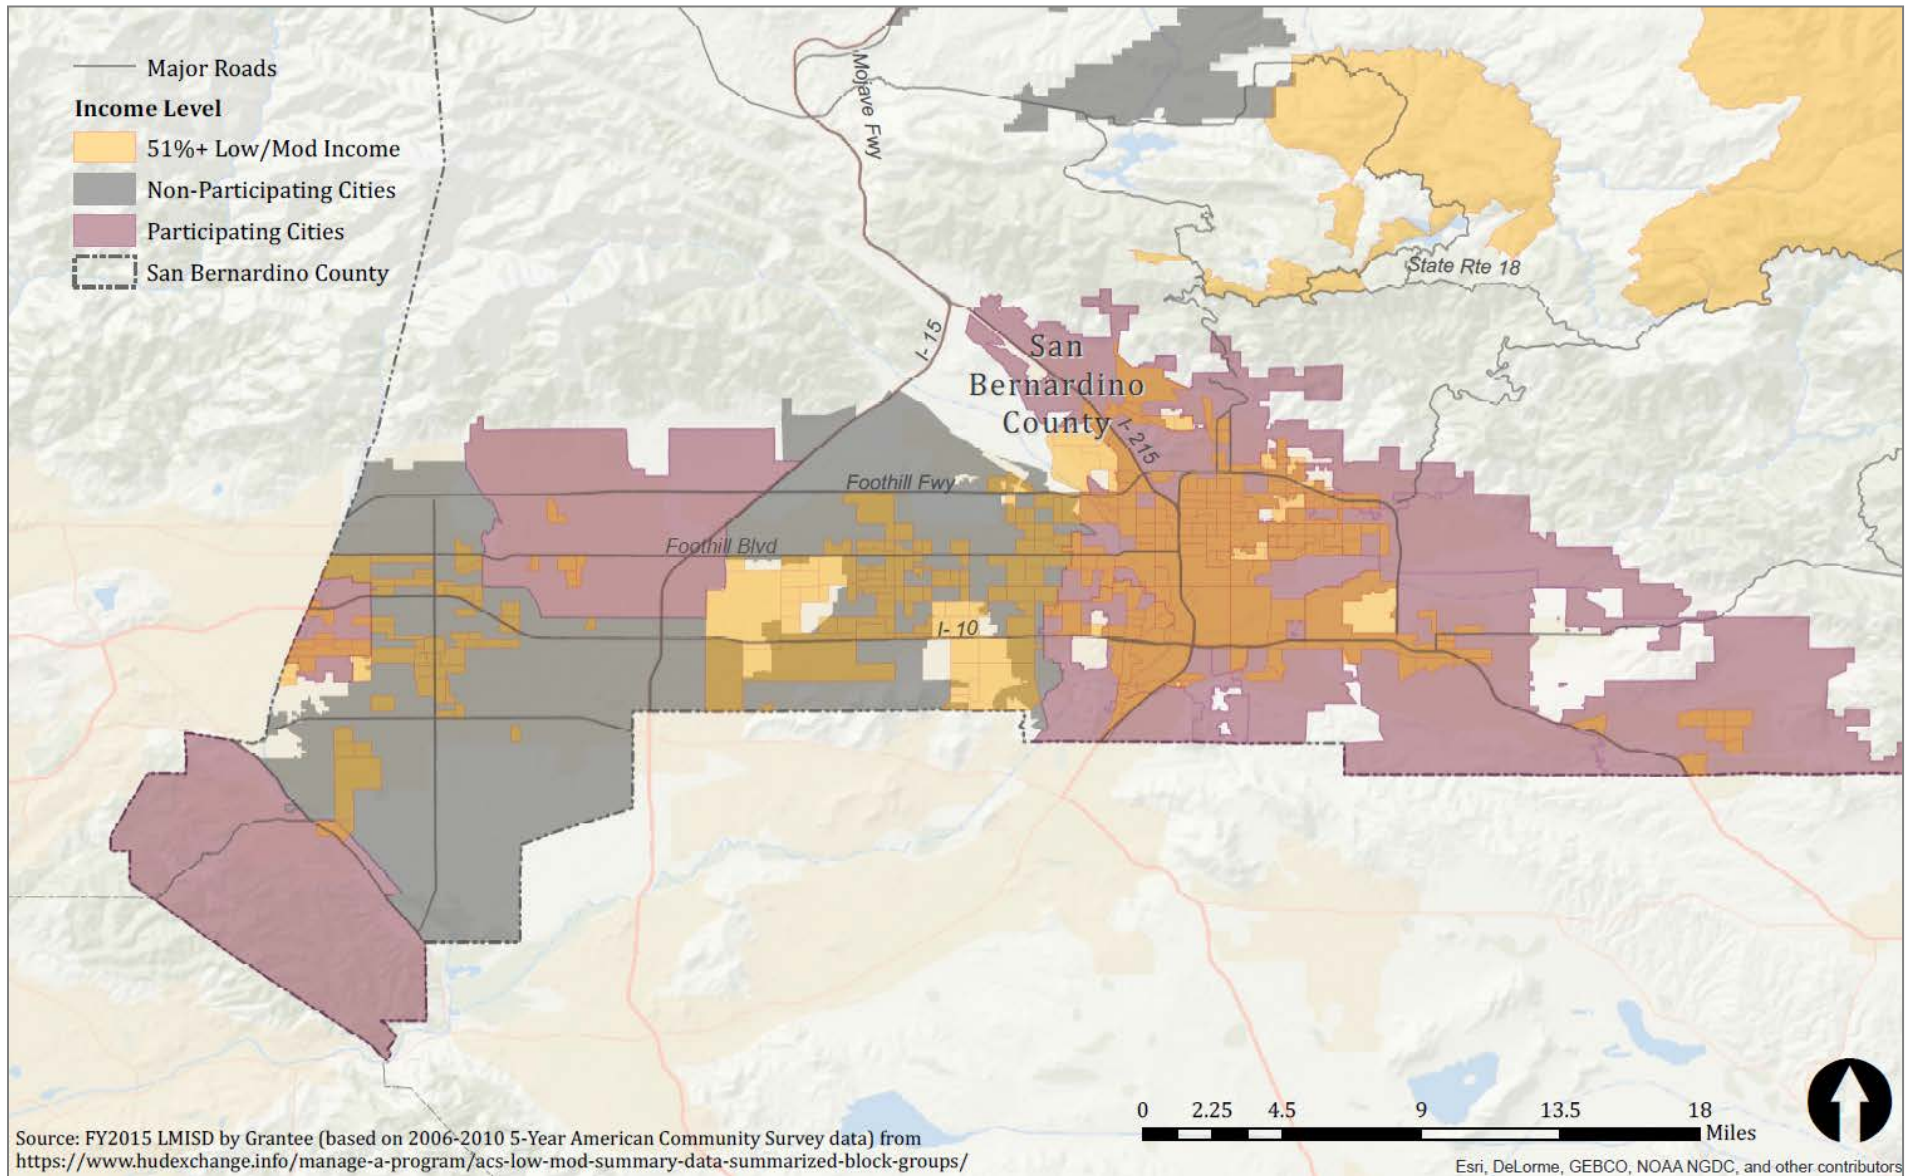 Major Roads
Income Level
51%+ Low/Mod Income
Non-Participating Cities
Participating Cities
San Bernardino County
Mojave Fwy
State Rte 18
I- 15
San
Bernardino
County
I- 215
Foothill Fwy
Foothill Blvd
I- 10
0 2.25 4.5 9 13.5 18
Miles
Source: FY2015 LMISD by Grantee (based on 2006-2010 5-Year American Community Survey data) from
https://www.hudexchange.info/manage-a-program/acs-low-mod-summary-data-summarized-block-groups/
Esri, DeLorme, GEBCO, NOAA NGDC, and other contributors